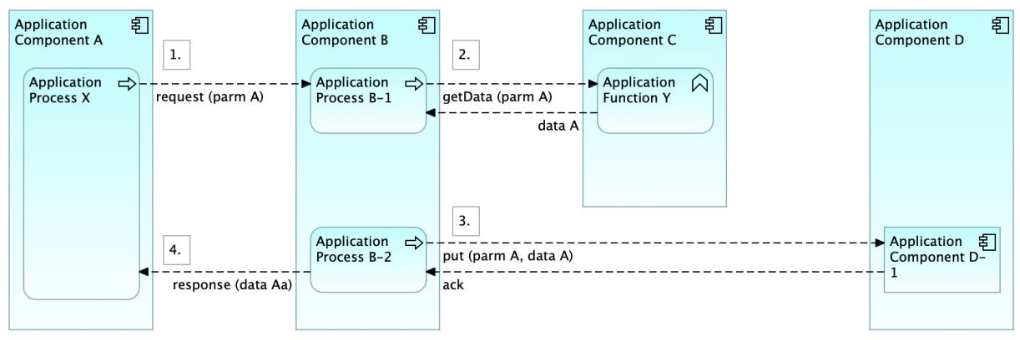 Application
Component A
Application
Component B
Application
Component C
Application
Component D
1.
2.
Application
Process X
request (parm A)
Application
Process B-1
getData (parm A)
Application
Function Y
data A
3.
4.
Application
Process B-2
put (parm A, data A)
Application
Component D-
1
response (data Aa)
ack